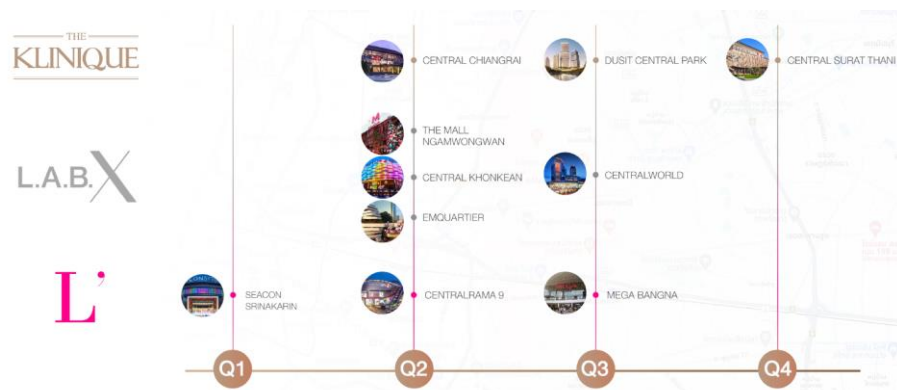 THE
KLINIQUE
CENTRAL CHIANGRAI
DUSIT CENTRAL PARK
CENTRAL SURAT THANI
THE MALL
NGAMWONGWAN
L.A.B.X
CENTRAL KHONKEAN
CENTRALWORLD
EMQUARTIER
L'
SEACON
SRINAKARIN
CENTRALRAMA 9
MEGA BANGNA
Q1
Q2
Q3
Q4